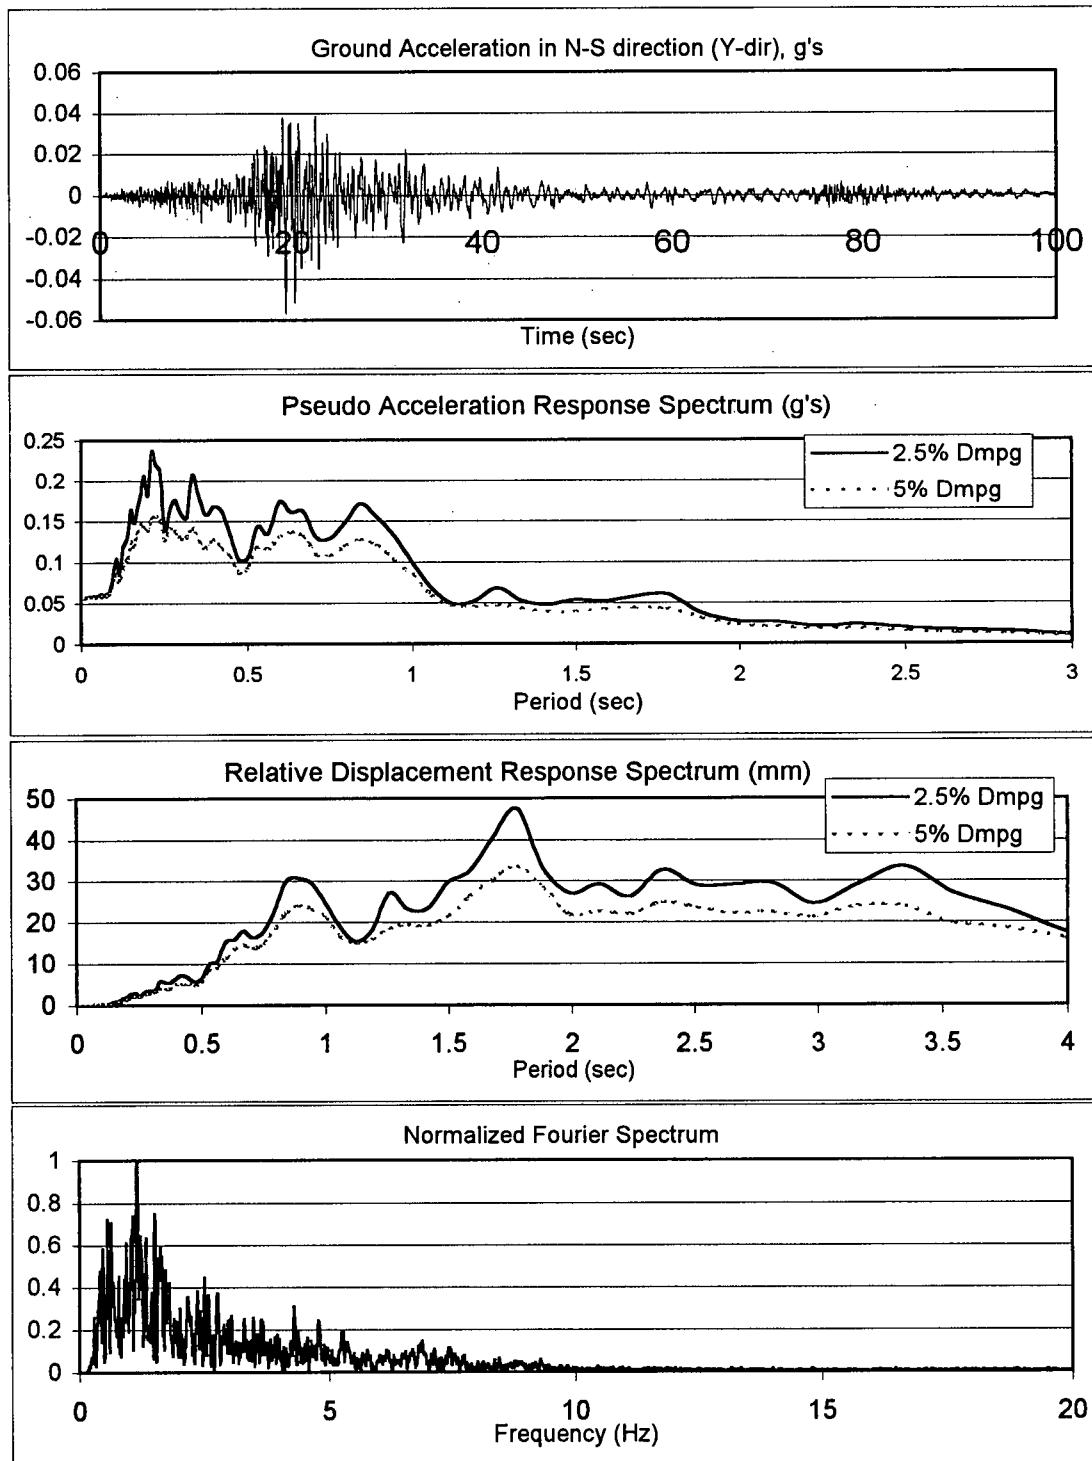 Ground Acceleration in N-S direction (Y-dir), g's
0.06
0.04
0.02
0
-0.02
-0.04
-0.06
0 20 40 60 80 100
Time (sec)
Pseudo Acceleration Response Spectrum (g's)
0.25
0.2
0.15
0.1
0.05
0
2.5% Dmpg
5% Dmpg
0 0.5 1 1.5 2 2.5 3
Period (sec)
Relative Displacement Response Spectrum (mm)
50
40
30
20
10
0
2.5% Dmpg
5% Dmpg
0 0.5 1 1.5 2 2.5 3 3.5 4
Period (sec)
Normalized Fourier Spectrum
1
0.8
0.6
0.4
0.2
0
0 5 10 15 20
Frequency (Hz)